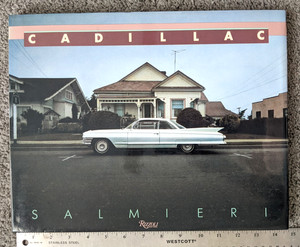 CADILLAC
SALMIERI
Rizzoli
STAINLESS STEEL
WESTCOTT